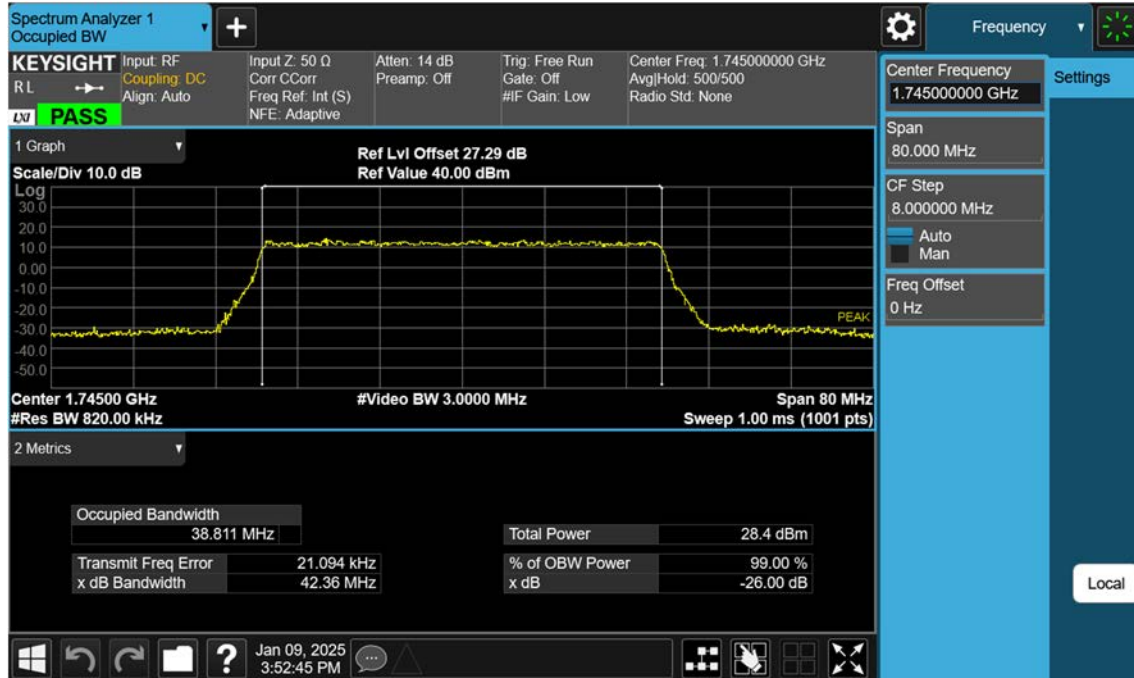 Spectrum Analyzer 1
Occupied BW
+
Frequency
KEYSIGHT
R L
LXI PASS
Input: RF
Coupling: DC
Align: Auto
Input Z: 50 Ω
Corr CCorr
Freq Ref: Int (S)
NFE: Adaptive
Atten: 14 dB
Preamp: Off
Trig: Free Run
Gate: Off
#IF Gain: Low
Center Freq: 1.745000000 GHz
Avg|Hold: 500/500
Radio Std: None
1 Graph
Scale/Div 10.0 dB
Ref Lvl Offset 27.29 dB
Ref Value 40.00 dBm
Log
30.0
20.0
10.0
0.00
-10.0
-20.0
-30.0
-40.0
-50.0
PEAK
Center 1.74500 GHz
#Res BW 820.00 kHz
#Video BW 3.0000 MHz
Span 80 MHz
Sweep 1.00 ms (1001 pts)
2 Metrics
Occupied Bandwidth
38.811 MHz
Transmit Freq Error 21.094 kHz
x dB Bandwidth 42.36 MHz
Total Power 28.4 dBm
% of OBW Power 99.00 %
x dB -26.00 dB
Center Frequency
1.745000000 GHz
Span
80.000 MHz
CF Step
8.000000 MHz
Auto
Man
Freq Offset
0 Hz
Settings
Local
?
Jan 09, 2025
3:52:45 PM